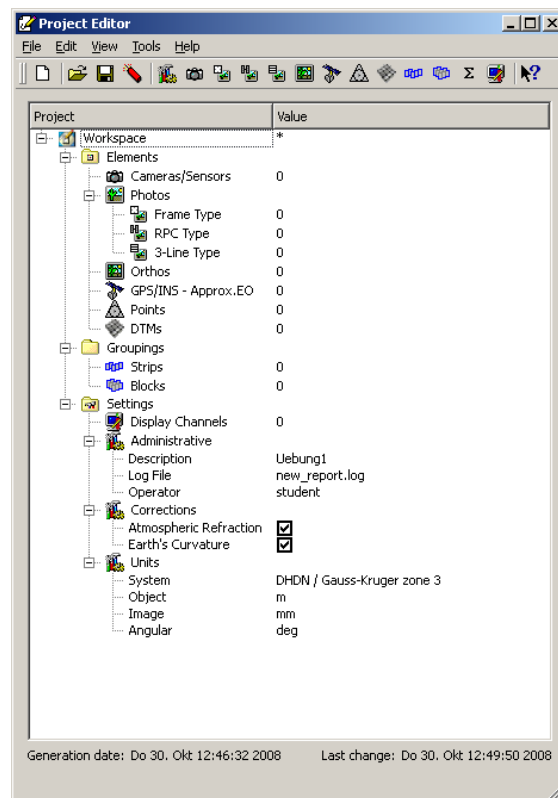 Project Editor
File Edit View Tools Help
Σ ?
Project Value
Workspace *
Elements
Cameras/Sensors 0
Photos 0
Frame Type 0
RPC Type 0
3-Line Type 0
Orthos 0
GPS/INS - Approx.EO 0
Points 0
DTMs 0
Groupings
Strips 0
Blocks 0
Settings
Display Channels 0
Administrative
Description Uebung1
Log File new_report.log
Operator student
Corrections
Atmospheric Refraction
Earth's Curvature
Units
System DHDN / Gauss-Kruger zone 3
Object m
Image mm
Angular deg
Generation date: Do 30. Okt 12:46:32 2008 Last change: Do 30. Okt 12:49:50 2008